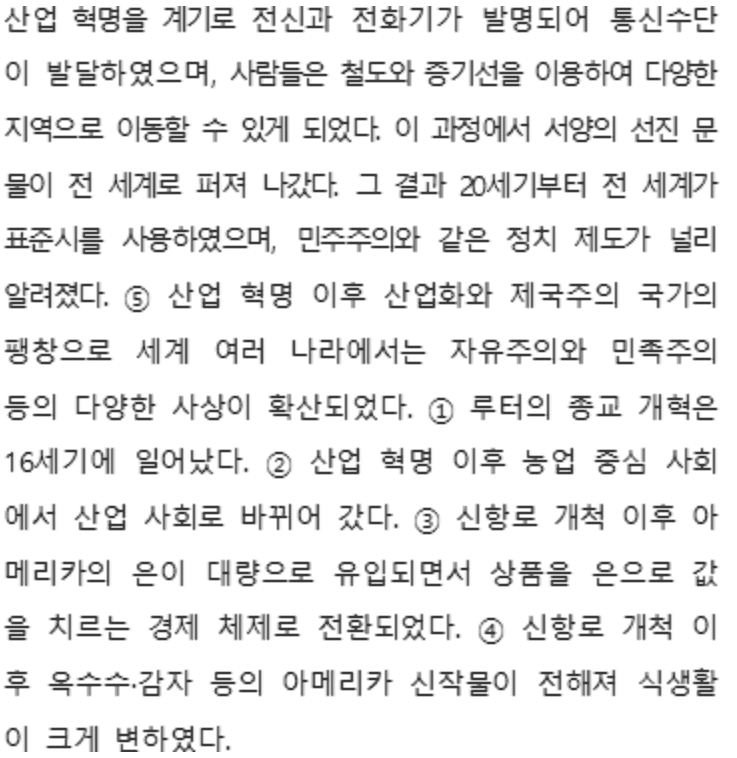 산업 혁명을 계기로 전신과 전화기가 발명되어 통신수단
이 발달하였으며, 사람들은 철도와 증기선을 이용하여 다양한
지역으로 이동할 수 있게 되었다. 이 과정에서 서양의 선진 문
물이 전 세계로 퍼져 나갔다. 그 결과 20세기부터 전 세계가
표준시를 사용하였으며, 민주주의와 같은 정치 제도가 널리
알려졌다. ⑤ 산업 혁명 이후 산업화와 제국주의 국가의
팽창으로 세계 여러 나라에서는 자유주의와 민족주의
등의 다양한 사상이 확산되었다. ① 루터의 종교 개혁은
16세기에 일어났다. ② 산업 혁명 이후 농업 중심 사회
에서 산업 사회로 바뀌어 갔다. ③ 신항로 개척 이후 아
메리카의 은이 대량으로 유입되면서 상품을 은으로 값
을 치르는 경제 체제로 전환되었다. ④ 신항로 개척 이
후 옥수수·감자 등의 아메리카 신작물이 전해져 식생활
이 크게 변하였다.